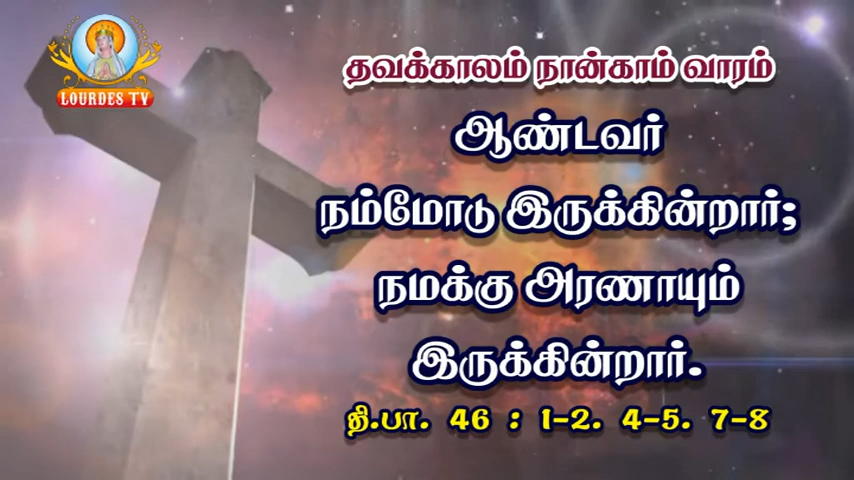 LOURDES TV
தவக்காலம் நான்காம் வாரம்
ஆண்டவர்
நம்மோடு இருக்கின்றார்;
நமக்கு அரணாயும்
இருக்கின்றார்.
தி.பா. 46 : 1-2. 4-5. 7-8